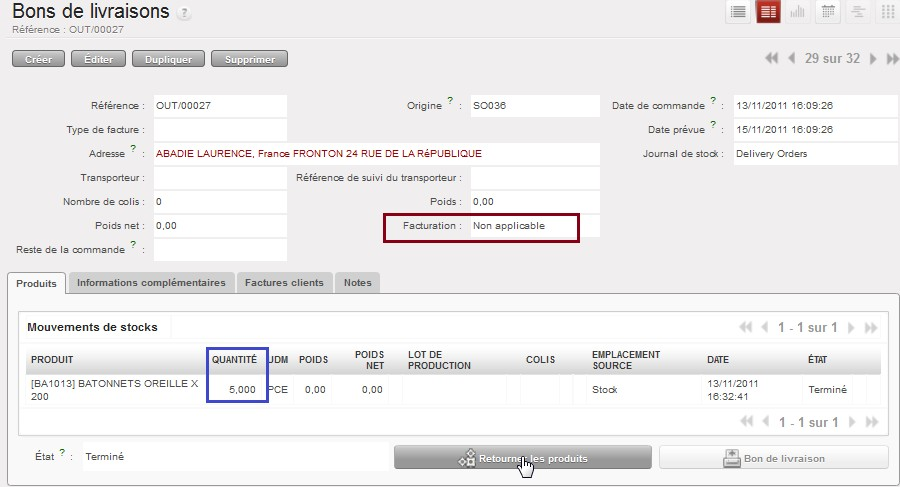 Bons de livraisons ?
Référence : OUT/00027
Créer Éditer Dupliquer Supprimer 29 sur 32
Référence : OUT/00027 Origine ? : SO036 Date de commande ? : 13/11/2011 16:09:26
Type de facture : Date prévue ? : 15/11/2011 16:09:26
Adresse ? : ABADIE LAURENCE, France FRONTON 24 RUE DE LA RéPUBLIQUE Journal de stock : Delivery Orders
Transporteur : Référence de suivi du transporteur :
Nombre de colis : 0 Poids : 0,00
Poids net : 0,00 Facturation : Non applicable
Reste de la commande ? :
Produits Informations complémentaires Factures clients Notes
Mouvements de stocks 1 - 1 sur 1
PRODUIT QUANTITÉ UDM POIDS POIDS NET LOT DE PRODUCTION COLIS EMPLACEMENT SOURCE DATE ÉTAT
[BA1013] BATONNETS OREILLE X 200 5,000 PCE 0,00 0,00 Stock 13/11/2011 16:32:41 Terminé
1 - 1 sur 1
État ? : Terminé Retourner les produits Bon de livraison